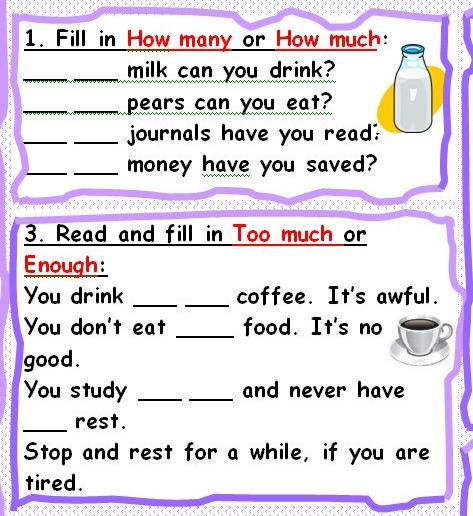 1. Fill in How many or How much:
____ ____ milk can you drink?
____ ____ pears can you eat?
____ ____ journals have you read?
____ ____ money have you saved?
3. Read and fill in Too much or
Enough:
You drink ____ ____ coffee. It's awful.
You don't eat _____ food. It's no
good.
You study ____ ____ and never have
____ rest.
Stop and rest for a while, if you are
tired.